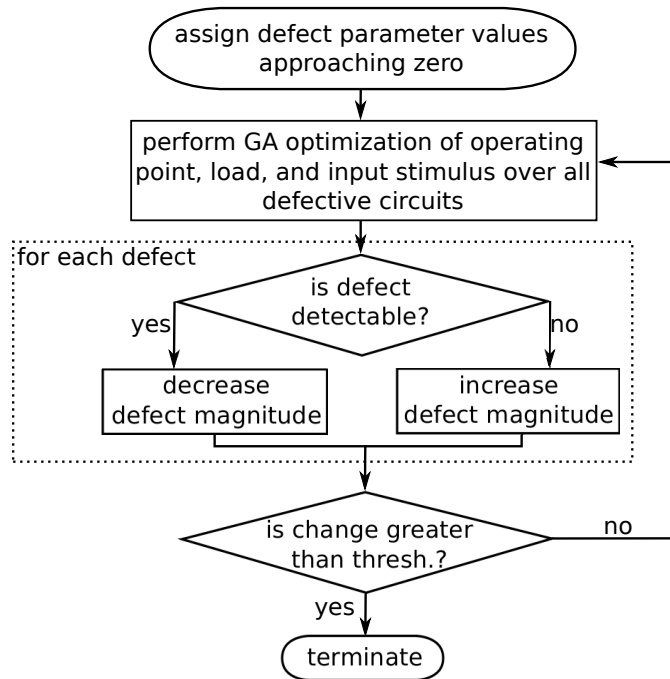 assign defect parameter values
approaching zero
perform GA optimization of operating
point, load, and input stimulus over all
defective circuits
for each defect
is defect
detectable?
yes
no
decrease
defect magnitude
increase
defect magnitude
is change greater
than thresh.?
no
yes
terminate